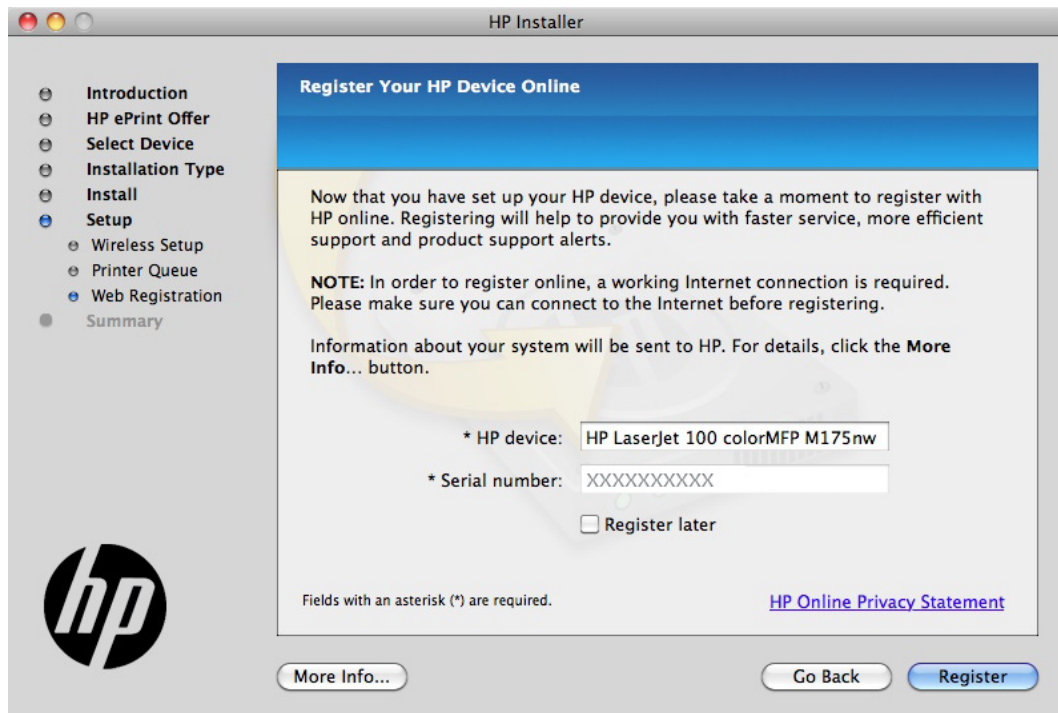 HP Installer
Introduction
HP ePrint Offer
Select Device
Installation Type
Install
Setup
Wireless Setup
Printer Queue
Web Registration
Summary
Register Your HP Device Online
Now that you have set up your HP device, please take a moment to register with
HP online. Registering will help to provide you with faster service, more efficient
support and product support alerts.
NOTE: In order to register online, a working Internet connection is required.
Please make sure you can connect to the Internet before registering.
Information about your system will be sent to HP. For details, click the More
Info... button.
* HP device: HP LaserJet 100 colorMFP M175nw
* Serial number: XXXXXXXXXX
Register later
Fields with an asterisk (*) are required.
HP Online Privacy Statement
hp
More Info...
Go Back
Register